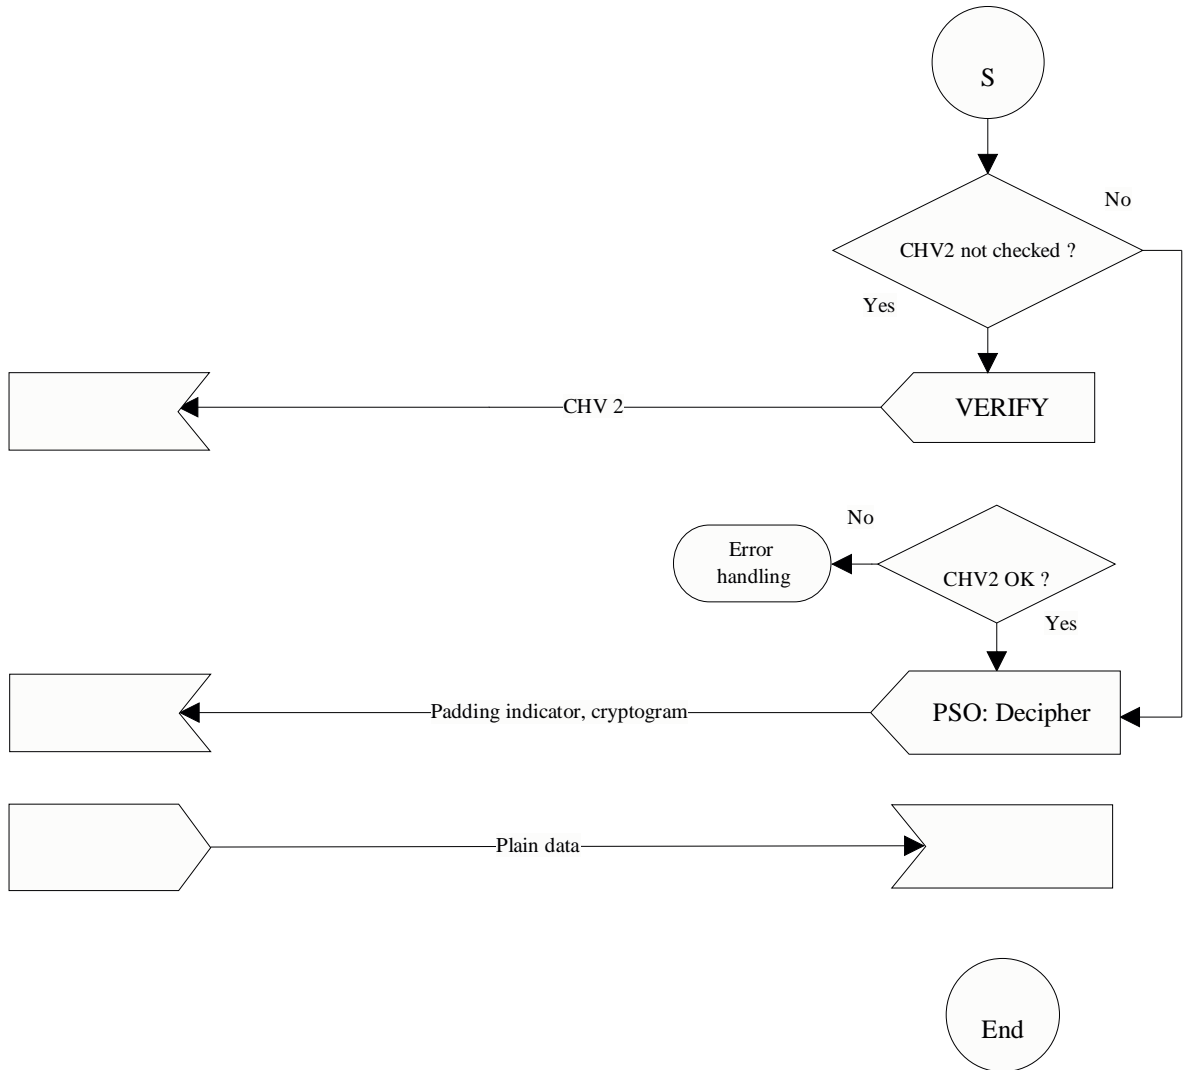 S
No
CHV2 not checked ?
Yes
CHV 2
VERIFY
No
Error
handling
CHV2 OK ?
Yes
Padding indicator, cryptogram
PSO: Decipher
Plain data
End